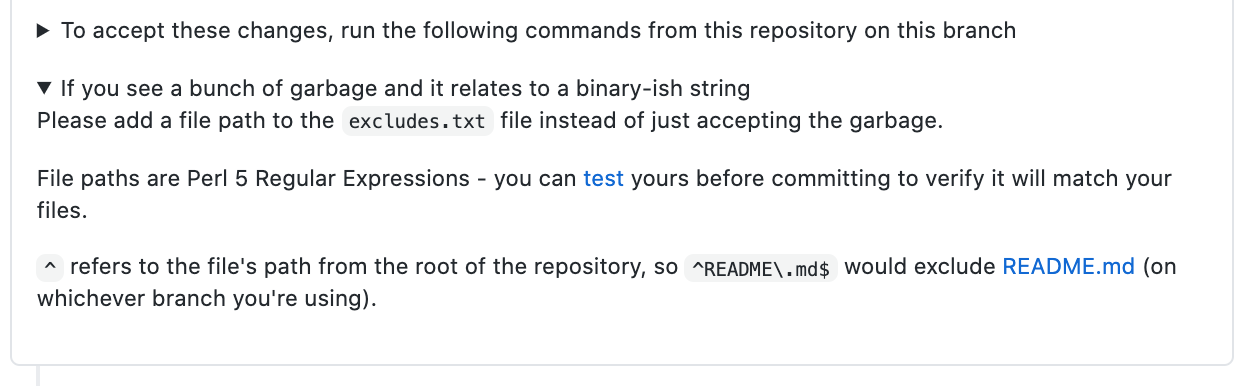 ▶ To accept these changes, run the following commands from this repository on this branch
▼ If you see a bunch of garbage and it relates to a binary-ish string
Please add a file path to the excludes.txt file instead of just accepting the garbage.
File paths are Perl 5 Regular Expressions - you can test yours before committing to verify it will match your
files.
^ refers to the file's path from the root of the repository, so ^README\.md$ would exclude README.md (on
whichever branch you're using).